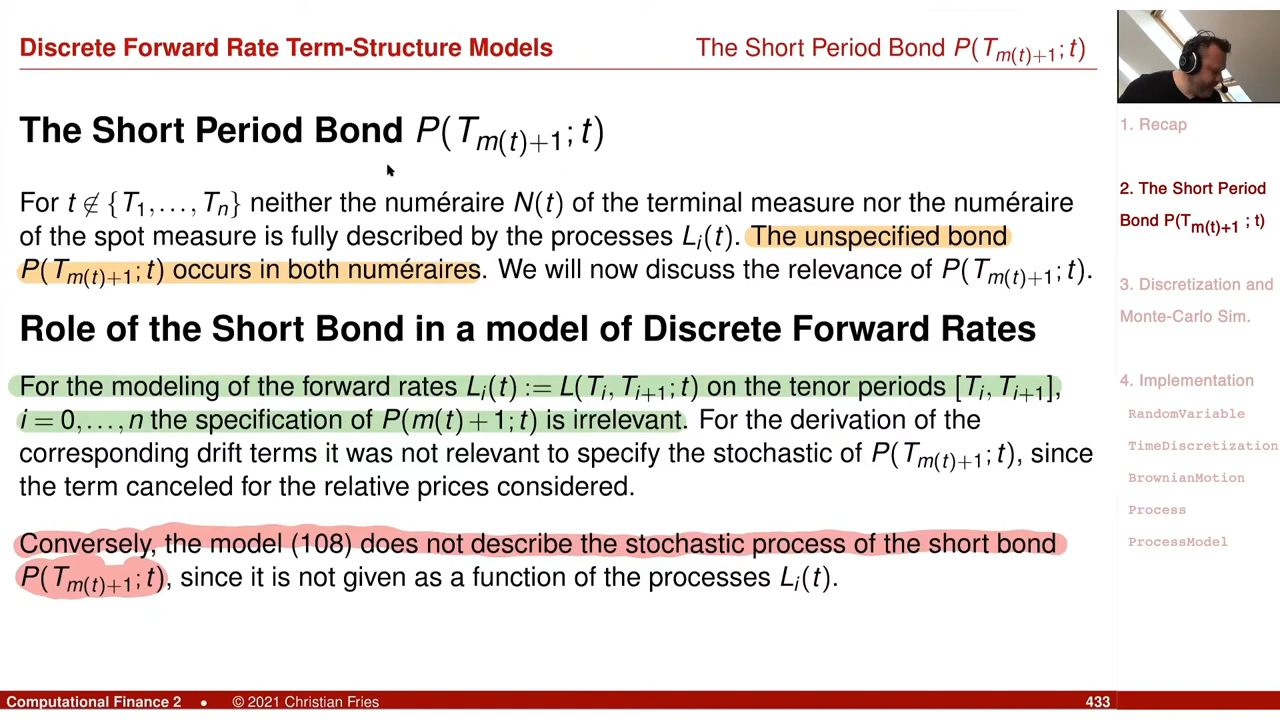 Discrete Forward Rate Term-Structure Models
The Short Period Bond P(T_{m(t)+1}; t)
The Short Period Bond P(T_{m(t)+1}; t)
For t ∉ {T_1, …, T_n} neither the numéraire N(t) of the terminal measure nor the numéraire
of the spot measure is fully described by the processes L_i(t). The unspecified bond
P(T_{m(t)+1}; t) occurs in both numéraires. We will now discuss the relevance of P(T_{m(t)+1}; t).
Role of the Short Bond in a model of Discrete Forward Rates
For the modeling of the forward rates L_i(t) := L(T_i, T_{i+1}; t) on the tenor periods [T_i, T_{i+1}],
i = 0, …, n the specification of P(m(t) + 1; t) is irrelevant. For the derivation of the
corresponding drift terms it was not relevant to specify the stochastic of P(T_{m(t)+1}; t), since
the term canceled for the relative prices considered.
Conversely, the model (108) does not describe the stochastic process of the short bond
P(T_{m(t)+1}; t), since it is not given as a function of the processes L_i(t).
1. Recap
2. The Short Period
Bond P(T_{m(t)+1} ; t)
3. Discretization and
Monte-Carlo Sim.
4. Implementation
RandomVariable
TimeDiscretization
BrownianMotion
Process
ProcessModel
Computational Finance 2 • © 2021 Christian Fries
433